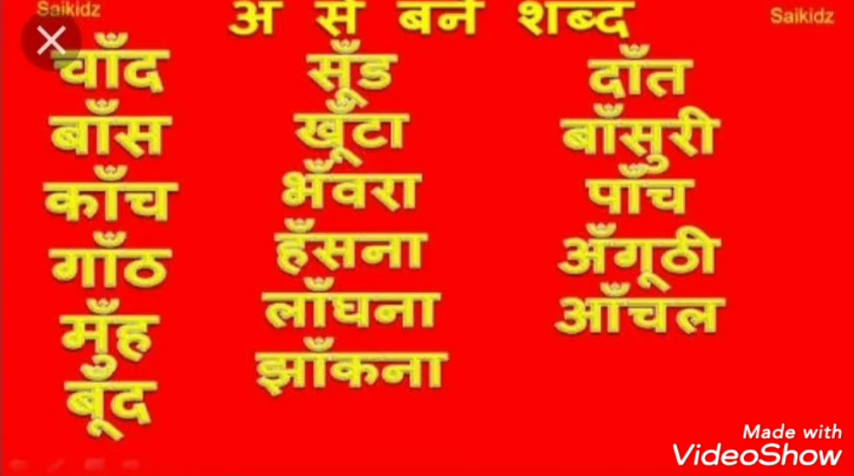 Saikidz
अ से बने शब्द
Saikidz
चाँद
बाँस
काँच
गाँठ
मुँह
बूँद
सूँड
खूँटा
भँवरा
हँसना
लाँघना
झाँकना
दाँत
बाँसुरी
पाँच
अँगूठी
आँचल
Made with
VideoShow